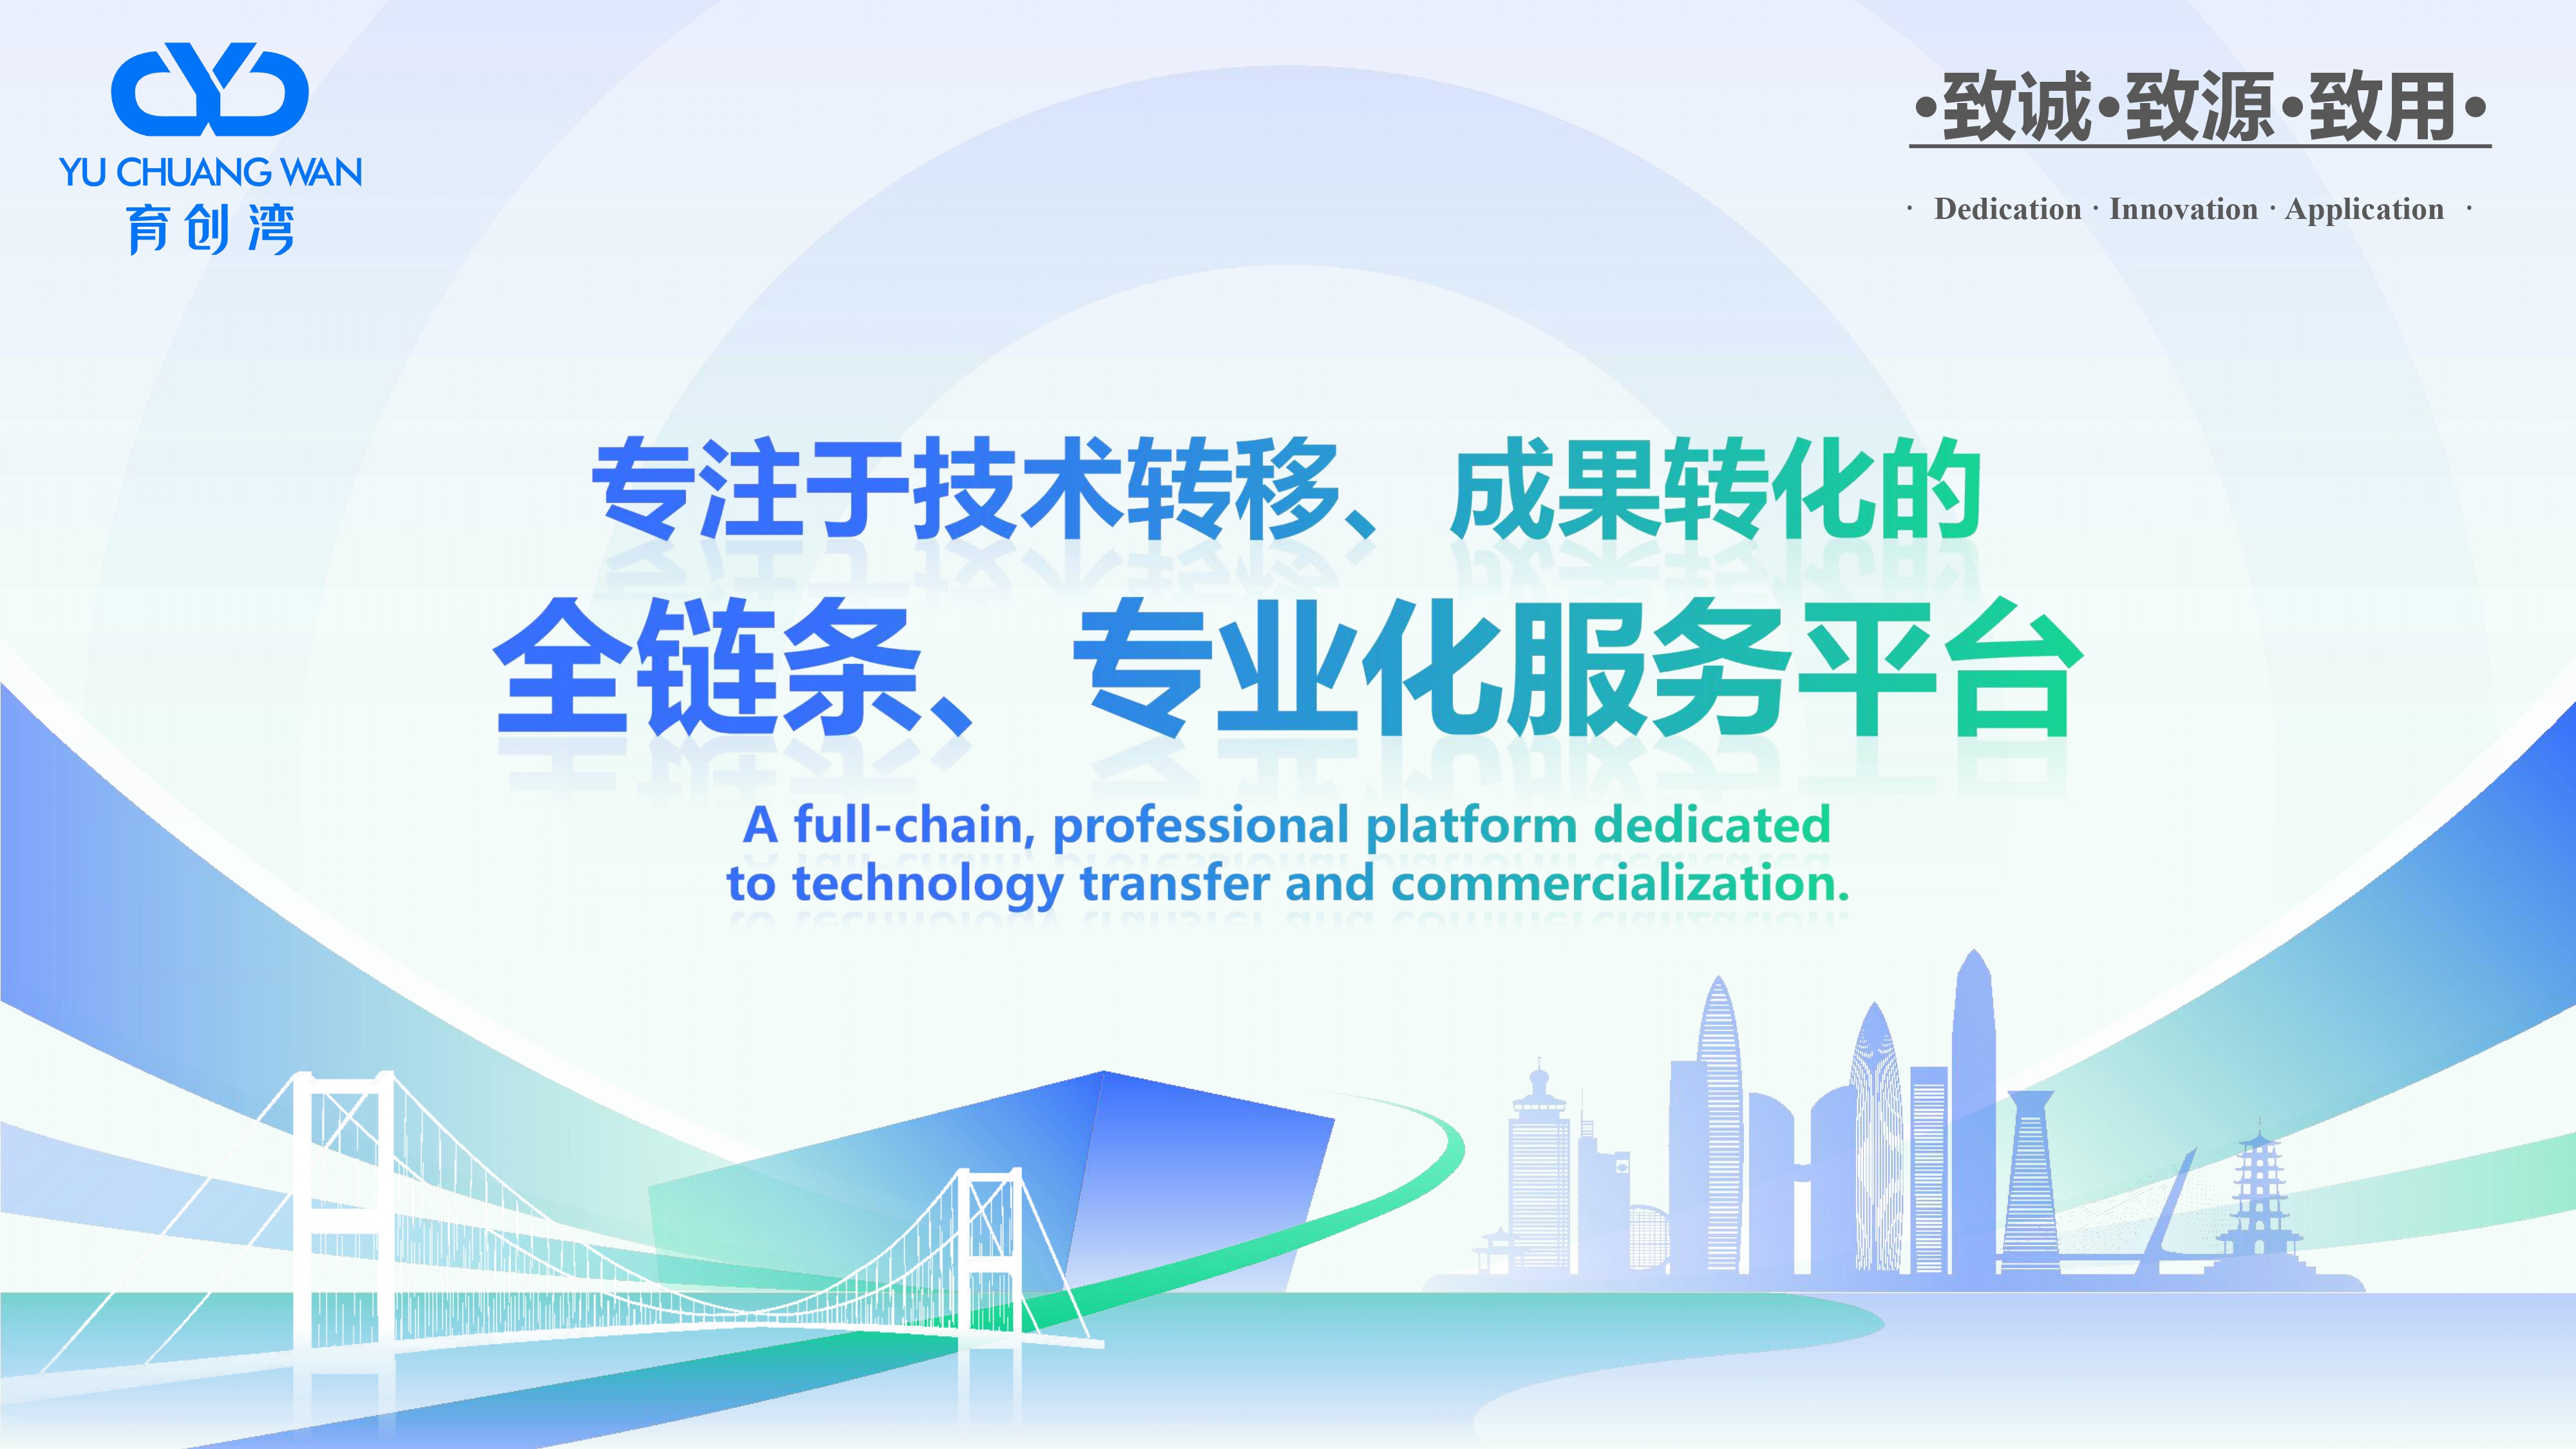 YU CHUANG WAN
育创湾
•致诚•致源•致用•
· Dedication · Innovation · Application ·
专注于技术转移、成果转化的
全链条、专业化服务平台
A full-chain, professional platform dedicated
to technology transfer and commercialization.